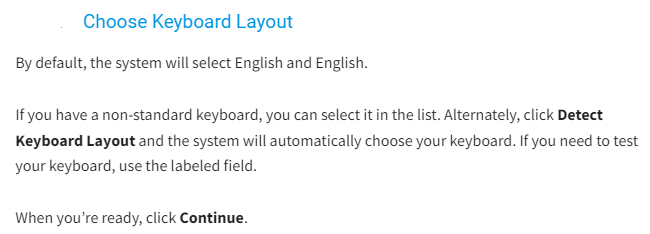 Choose Keyboard Layout
By default, the system will select English and English.
If you have a non-standard keyboard, you can select it in the list. Alternately, click Detect
Keyboard Layout and the system will automatically choose your keyboard. If you need to test
your keyboard, use the labeled field.
When you’re ready, click Continue.